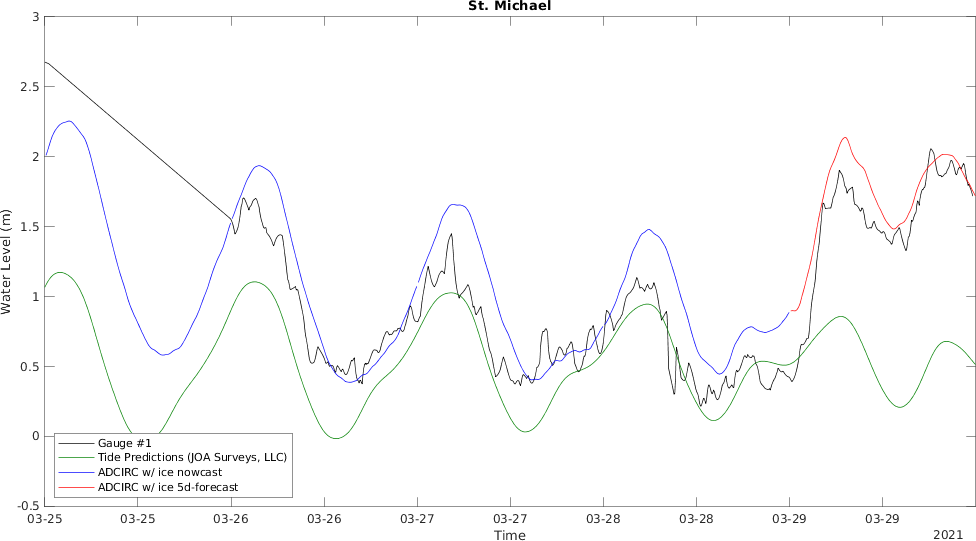 St. Michael
3
2.5
2
1.5
1
0.5
0
-0.5
Water Level (m)
Gauge #1
Tide Predictions (JOA Surveys, LLC)
ADCIRC w/ ice nowcast
ADCIRC w/ ice 5d-forecast
03-25 03-25 03-26 03-26 03-27 03-27 03-28 03-28 03-29 03-29
Time
2021